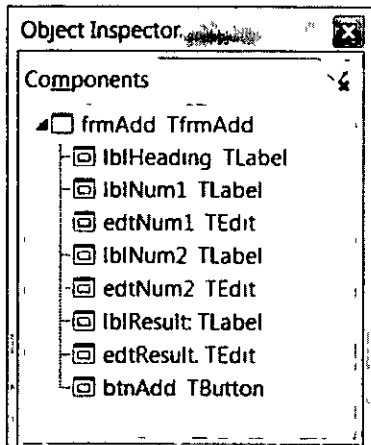 Object Inspector
Components
frmAdd TfrmAdd
lblHeading TLabel
lblNum1 TLabel
edtNum1 TEdit
lblNum2 TLabel
edtNum2 TEdit
lblResult: TLabel
edtResult. TEdit
btnAdd TButton